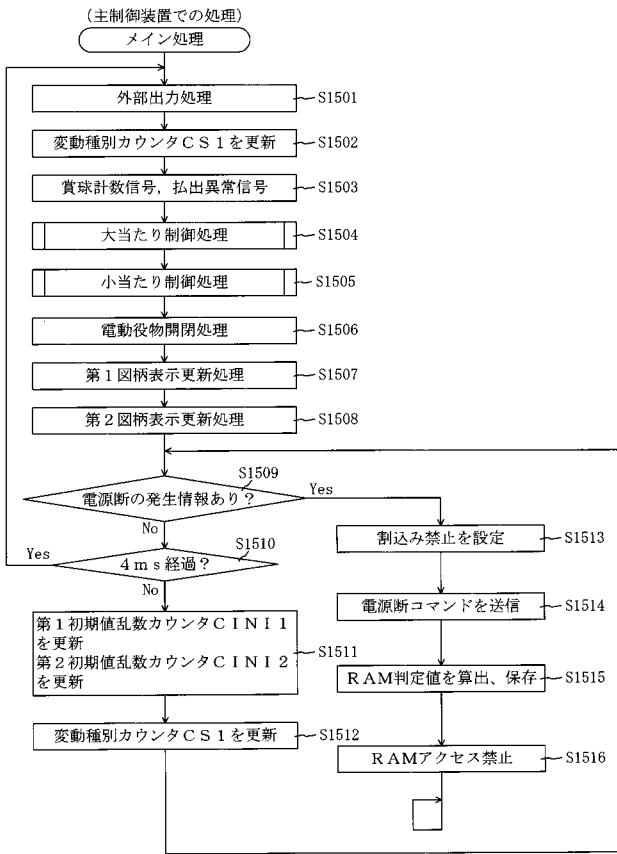 (主制御装置での処理)
メイン処理
外部出力処理
S1501
変動種別カウンタCS1を更新
S1502
賞球計数信号，払出異常信号
S1503
大当たり制御処理
S1504
小当たり制御処理
S1505
電動役物開閉処理
S1506
第1図柄表示更新処理
S1507
第2図柄表示更新処理
S1508
S1509
電源断の発生情報あり？
Yes
No
割込み禁止を設定
S1513
S1510
Yes
4ms経過？
No
電源断コマンドを送信
S1514
第1初期値乱数カウンタCINI1
を更新
第2初期値乱数カウンタCINI2
を更新
S1511
RAM判定値を算出、保存
S1515
変動種別カウンタCS1を更新
S1512
RAMアクセス禁止
S1516